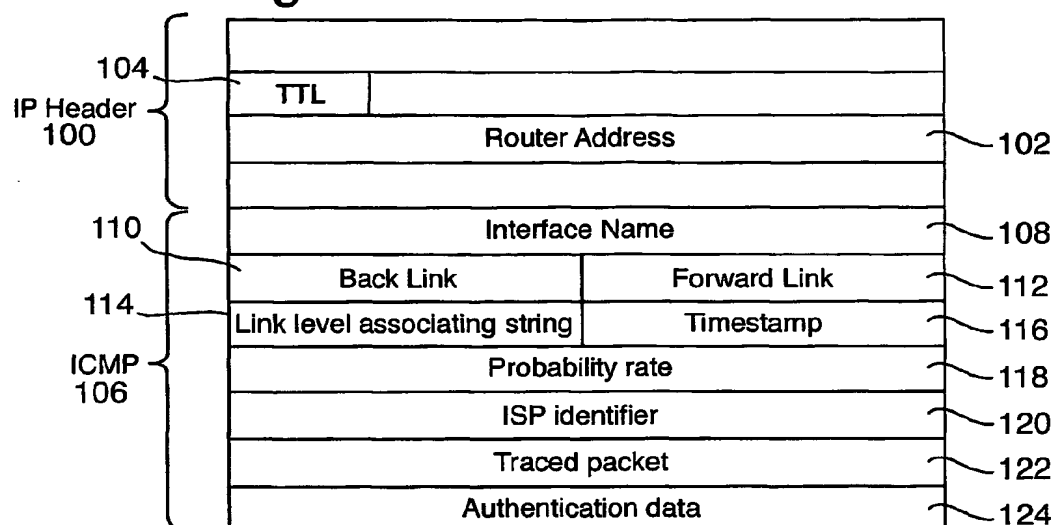 104
TTL
IP Header
100
Router Address
102
110
Interface Name
108
Back Link
Forward Link
112
114
Link level associating string
Timestamp
116
ICMP
106
Probability rate
118
ISP identifier
120
Traced packet
122
Authentication data
124